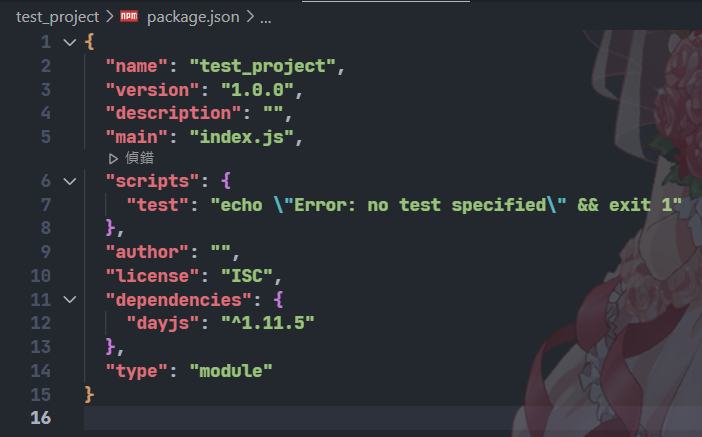 test_project > npm package.json > ...
1 {
2 "name": "test_project",
3 "version": "1.0.0",
4 "description": "",
5 "main": "index.js",
偵錯
6 "scripts": {
7 "test": "echo \"Error: no test specified\" && exit 1"
8 },
9 "author": "",
10 "license": "ISC",
11 "dependencies": {
12 "dayjs": "^1.11.5"
13 },
14 "type": "module"
15 }
16